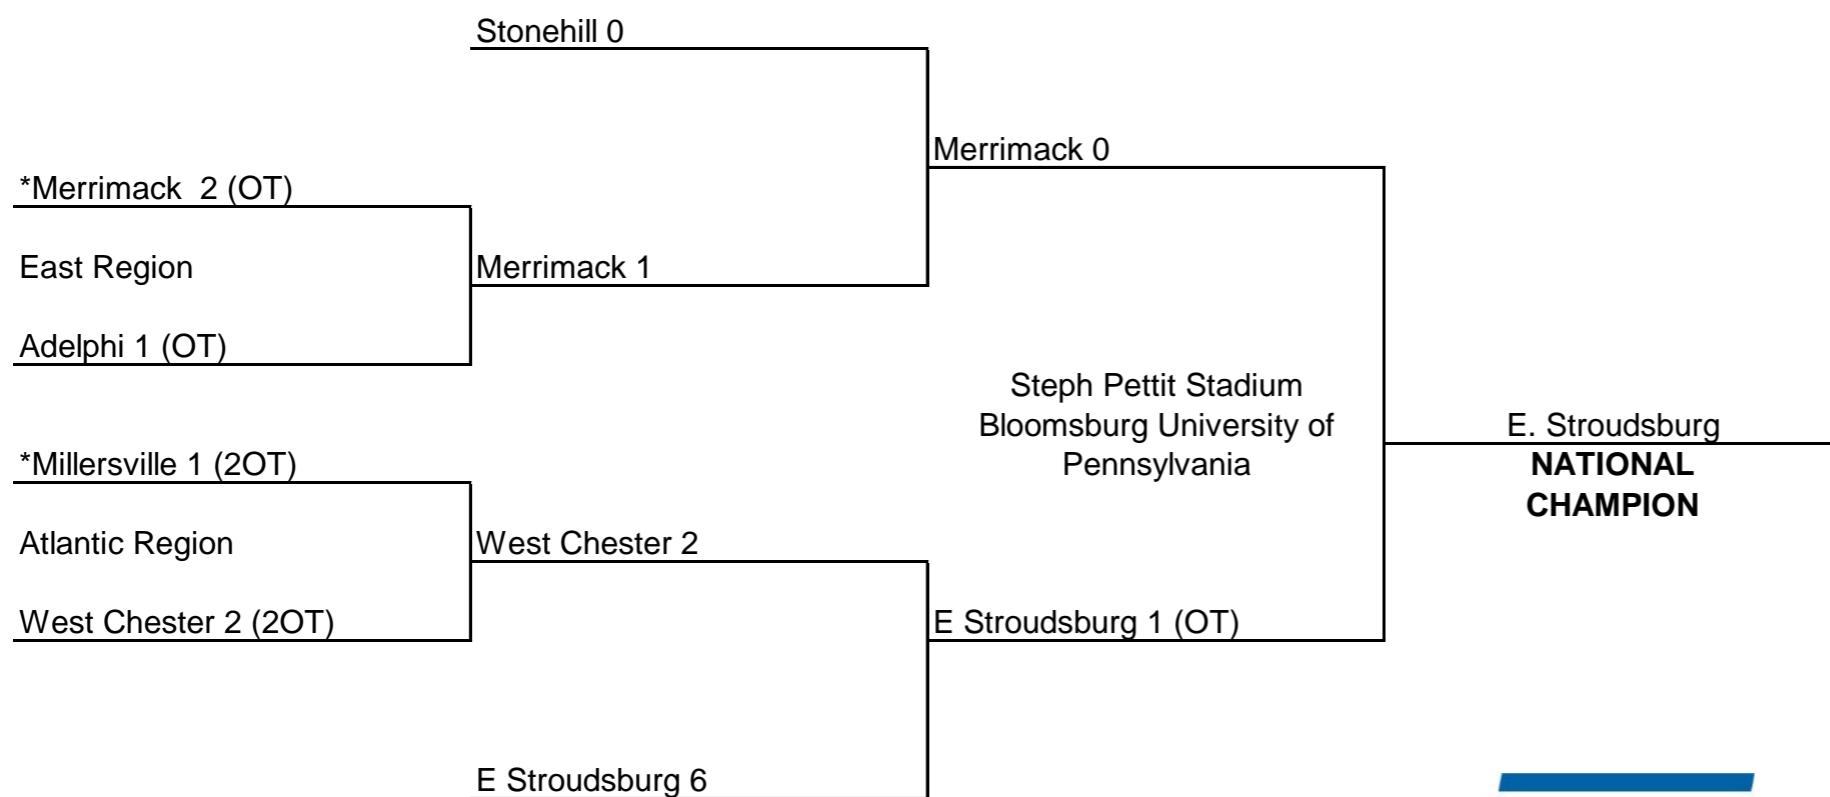 Stonehill 0
Merrimack 0
*Merrimack  2 (OT)
East Region
Merrimack 1
Adelphi 1 (OT)
Steph Pettit Stadium
Bloomsburg University of
Pennsylvania
E. Stroudsburg
NATIONAL
CHAMPION
*Millersville 1 (2OT)
Atlantic Region
West Chester 2
West Chester 2 (2OT)
E Stroudsburg 1 (OT)
E Stroudsburg 6